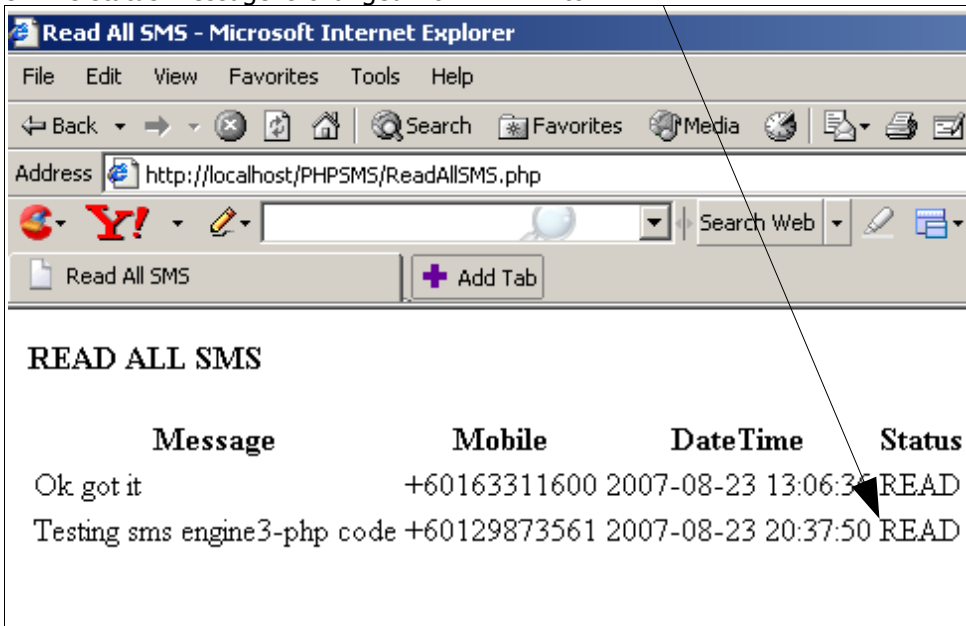 Read All SMS - Microsoft Internet Explorer
File Edit View Favorites Tools Help
Back Search Favorites Media
Address http://localhost/PHPSMS/ReadAllSMS.php
Y! Search Web
Read All SMS Add Tab
READ ALL SMS
Message Mobile DateTime Status
Ok got it +60163311600 2007-08-23 READ
Testing sms engine3-php code +60129873561 2007-08-23 20:37:50 READ